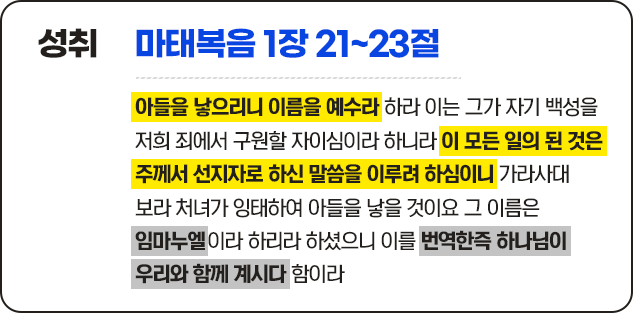 성취 마태복음 1장 21~23절
아들을 낳으리니 이름을 예수라 하라 이는 그가 자기 백성을
저희 죄에서 구원할 자이심이라 하니라 이 모든 일의 된 것은
주께서 선지자로 하신 말씀을 이루려 하심이니 가라사대
보라 처녀가 잉태하여 아들을 낳을 것이요 그 이름은
임마누엘이라 하리라 하셨으니 이를 번역한즉 하나님이
우리와 함께 계시다 함이라